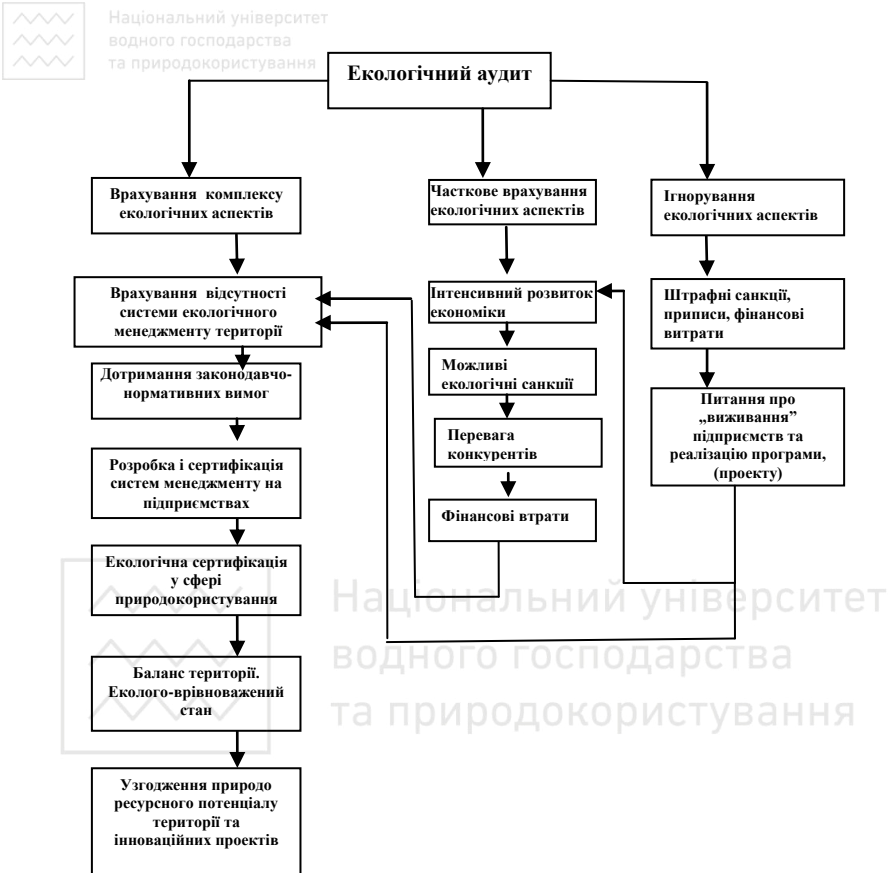 Національний університет
водного господарства
та природокористування
Екологічний аудит
Врахування комплексу
екологічних аспектів
Врахування відсутності
системи екологічного
менеджменту території
Дотримання законодавчо-
нормативних вимог
Розробка і сертифікація
систем менеджменту на
підприємствах
Екологічна сертифікація
у сфері
природокористування
Баланс території.
Еколого-врівноважений
стан
Узгодження природо
ресурсного потенціалу
території та
інноваційних проектів
Часткове врахування
екологічних аспектів
Інтенсивний розвиток
економіки
Можливі
екологічні санкції
Перевага
конкурентів
Фінансові втрати
Ігнорування
екологічних аспектів
Штрафні санкції,
приписи, фінансові
витрати
Питання про
„виживання”
підприємств та
реалізацію програми,
(проекту)
Національний університет
водного господарства
та природокористування